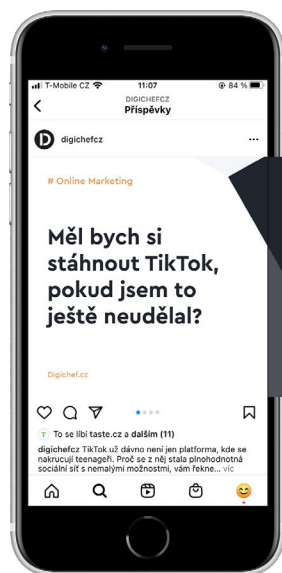 T-Mobile CZ 11:07 84 %
DIGICHEFCZ
Příspěvky
digichefcz
# Online Marketing
Měl bych si
stáhnout TikTok,
pokud jsem to
ještě neudělal?
Digichef.cz
To se líbí taste.cz a dalším (11)
digichefcz TikTok už dávno není jen platforma, kde se
nakrucují teenageři. Proč se z něj stala plnohodnotná
sociální síť s nemalými možnostmi, vám řekne... víc